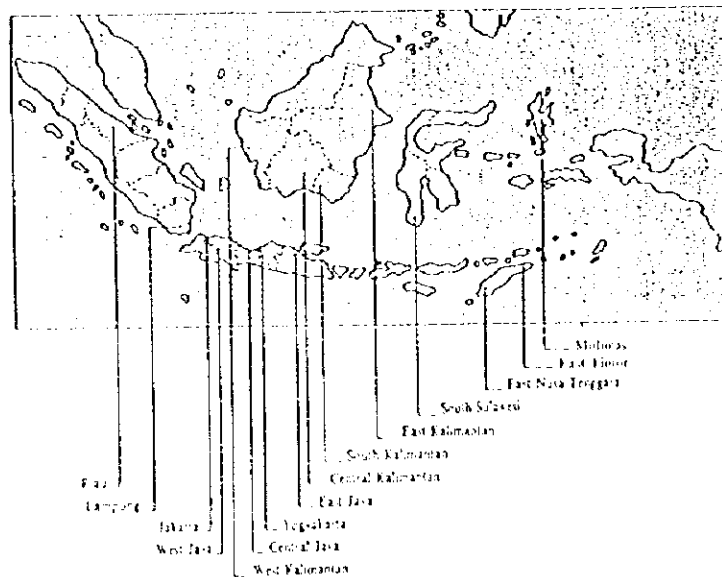 Moluccas
East Timor
East Nusa Tenggara
South Sulawesi
East Kalimantan
South Kalimantan
Central Kalimantan
Riau
East Java
Lampung
Jakarta
Yogyakarta
West Java
Central Java
West Kalimantan